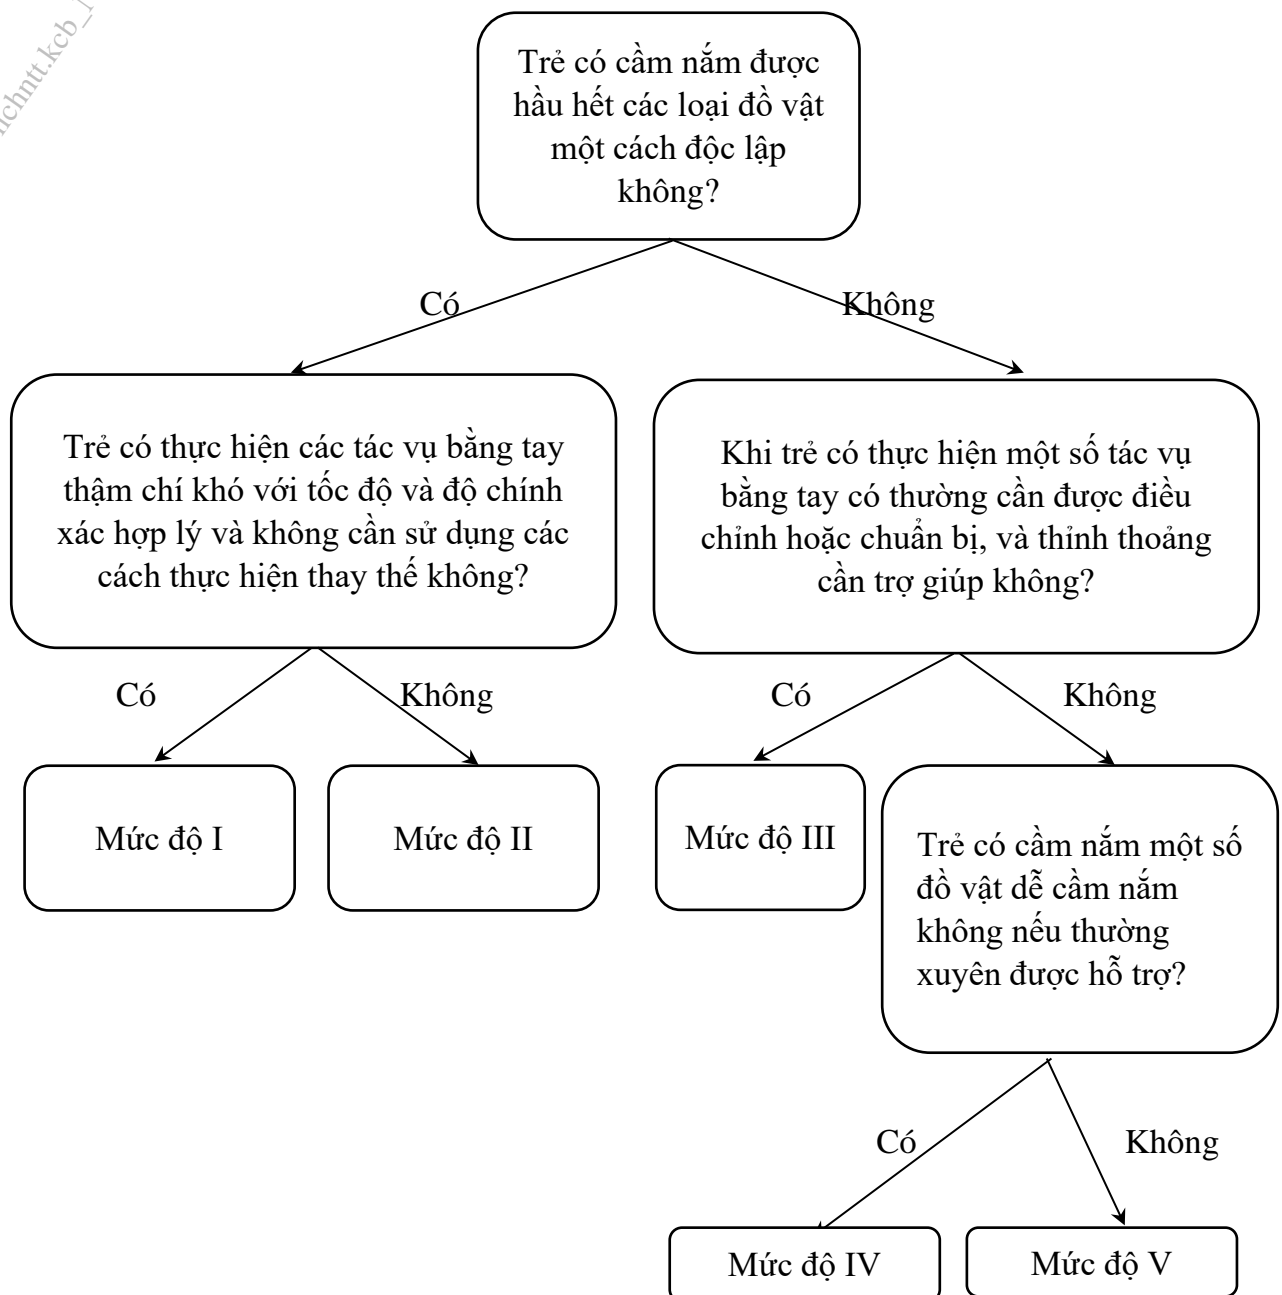 Trẻ có cầm nắm được
hầu hết các loại đồ vật
một cách độc lập
không?
Có
Không
Trẻ có thực hiện các tác vụ bằng tay
thậm chí khó với tốc độ và độ chính
xác hợp lý và không cần sử dụng các
cách thực hiện thay thế không?
Khi trẻ có thực hiện một số tác vụ
bằng tay có thường cần được điều
chỉnh hoặc chuẩn bị, và thỉnh thoảng
cần trợ giúp không?
Có
Không
Có
Không
Mức độ I
Mức độ II
Mức độ III
Trẻ có cầm nắm một số
đồ vật dễ cầm nắm
không nếu thường
xuyên được hỗ trợ?
Có
Không
Mức độ IV
Mức độ V